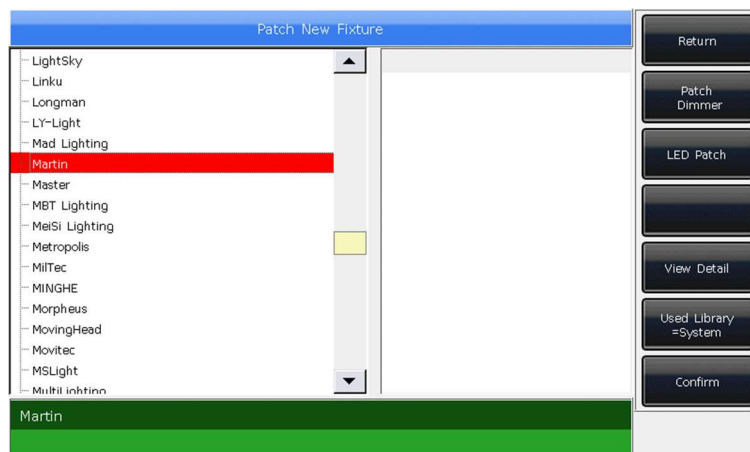 Patch New Fixture
LightSky
Linku
Longman
LY-Light
Mad Lighting
Martin
Master
MBT Lighting
MeiSi Lighting
Metropolis
MilTec
MINGHE
Morpheus
MovingHead
Movitec
MSLight
MultiLighting
Martin
Return
Patch
Dimmer
LED Patch
View Detail
Used Library
=System
Confirm